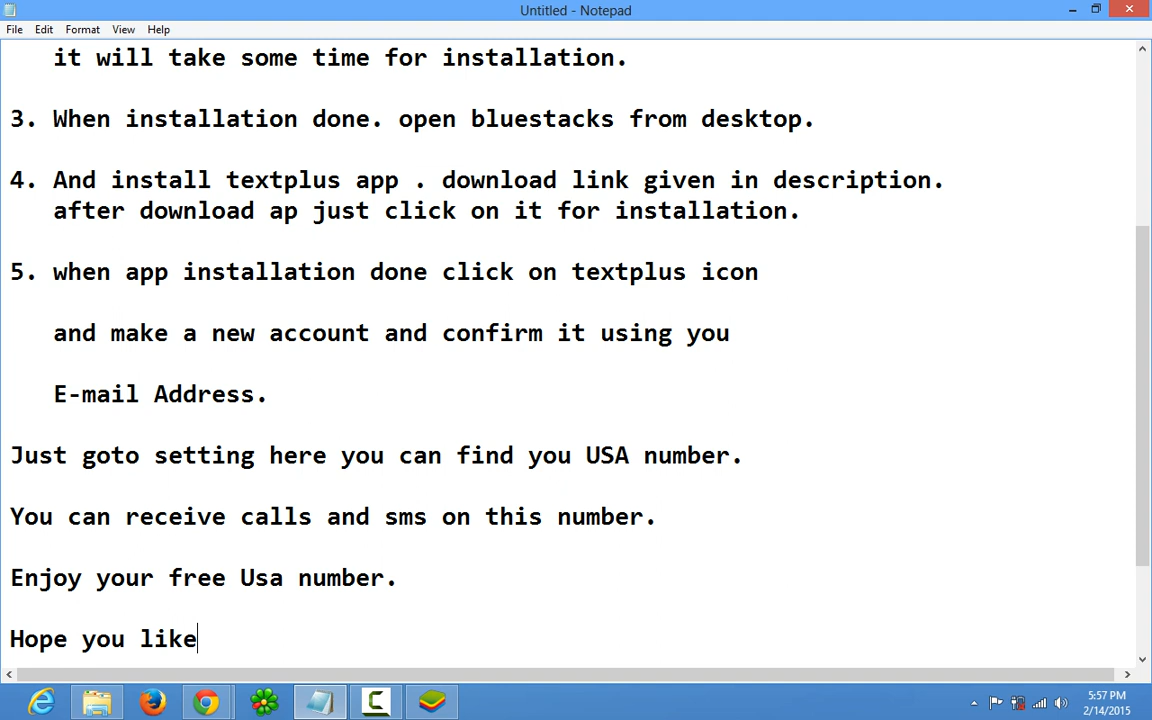 Untitled - Notepad
File Edit Format View Help
it will take some time for installation.
3. When installation done. open bluestacks from desktop.
4. And install textplus app . download link given in description.
after download ap just click on it for installation.
5. when app installation done click on textplus icon
and make a new account and confirm it using you
E-mail Address.
Just goto setting here you can find you USA number.
You can receive calls and sms on this number.
Enjoy your free Usa number.
Hope you like
5:57 PM
2/14/2015